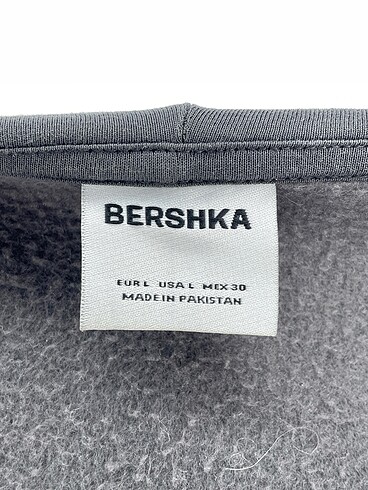 BERSHKA
EUR L USA L MEX 30
MADE IN PAKISTAN